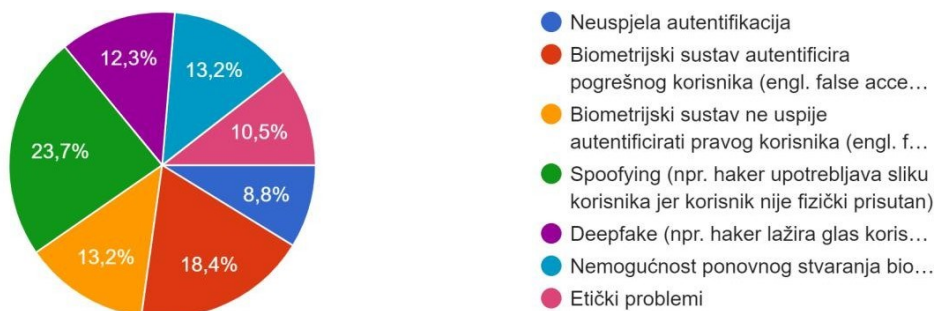 12,3%
13,2%
10,5%
23,7%
8,8%
13,2%
18,4%
Neuspjela autentifikacija
Biometrijski sustav autentificira
pogrešnog korisnika (engl. false acce…
Biometrijski sustav ne uspije
autentificirati pravog korisnika (engl. f…
Spoofying (npr. haker upotrebljava sliku
korisnika jer korisnik nije fizički prisutan)
Deepfake (npr. haker lažira glas koris…
Nemogućnost ponovnog stvaranja bio…
Etički problemi